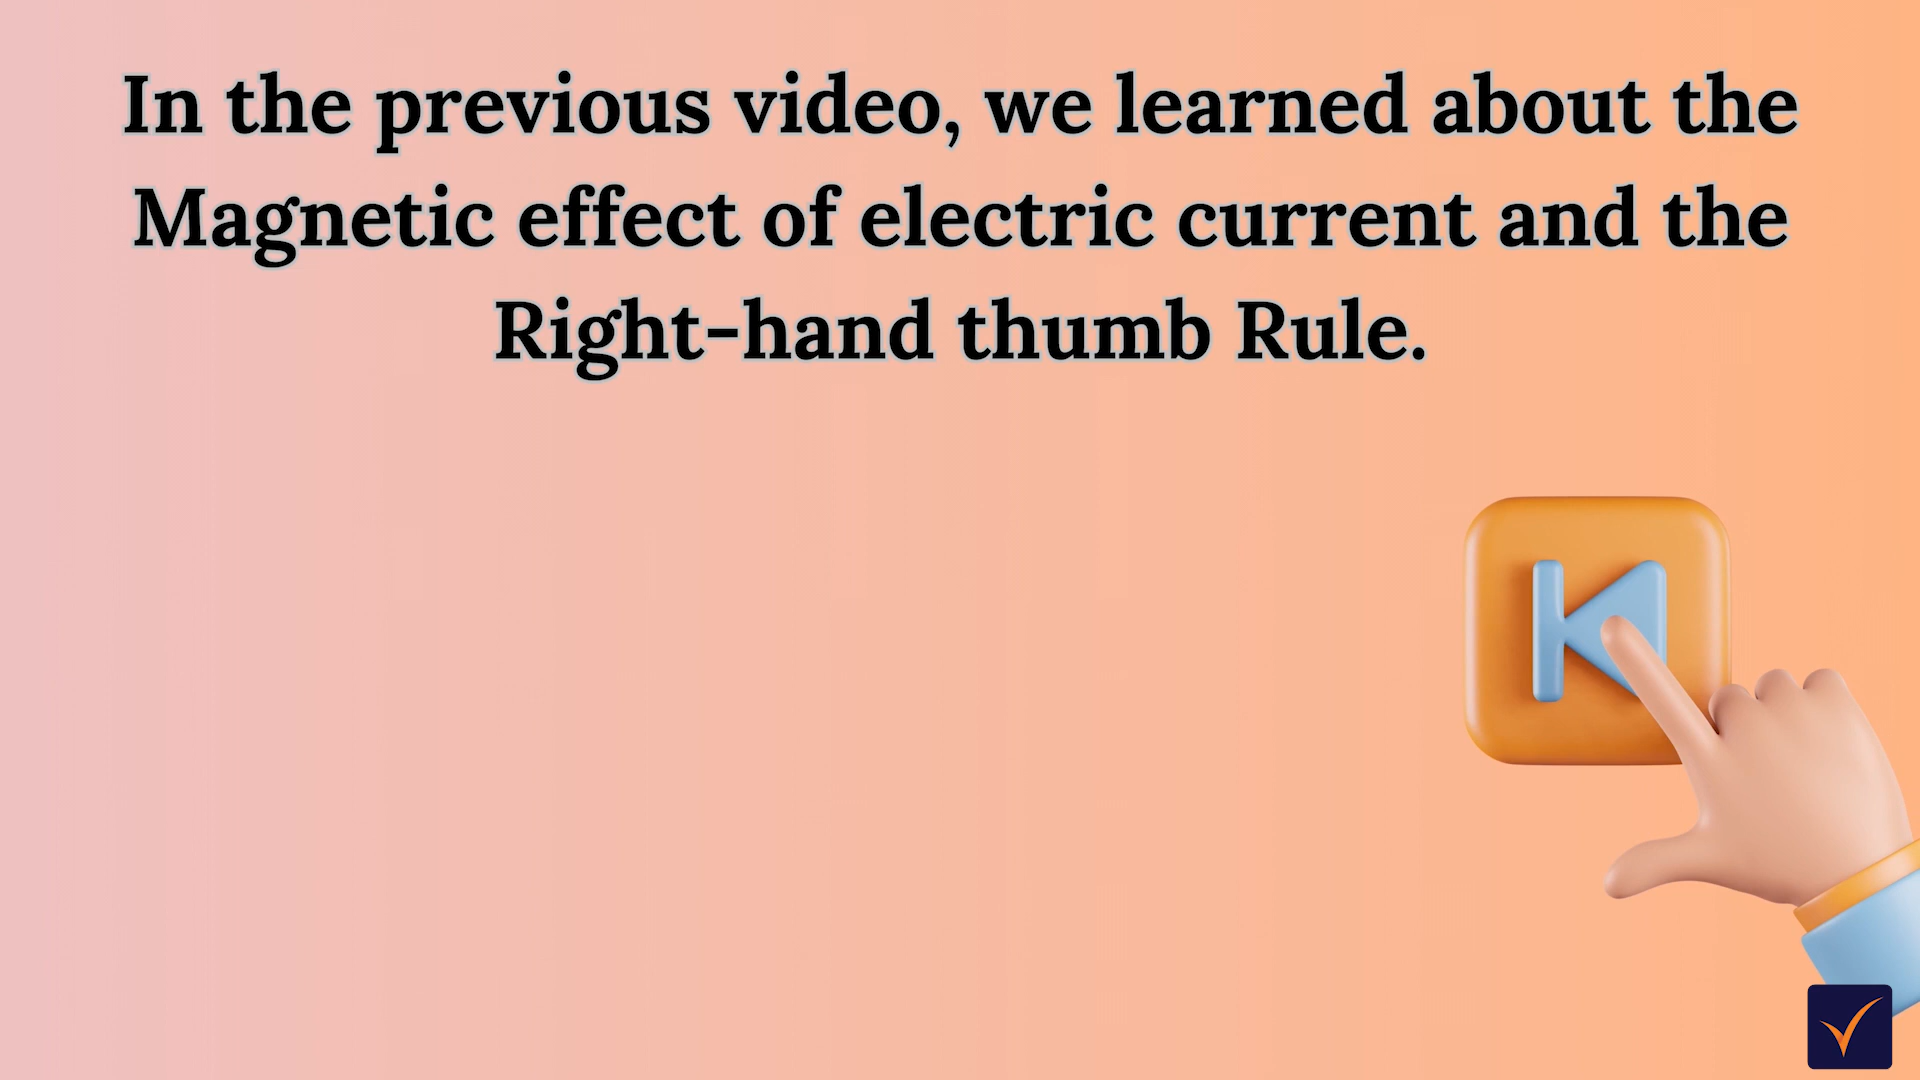 In the previous video, we learned about the
Magnetic effect of electric current and the
Right-hand thumb Rule.